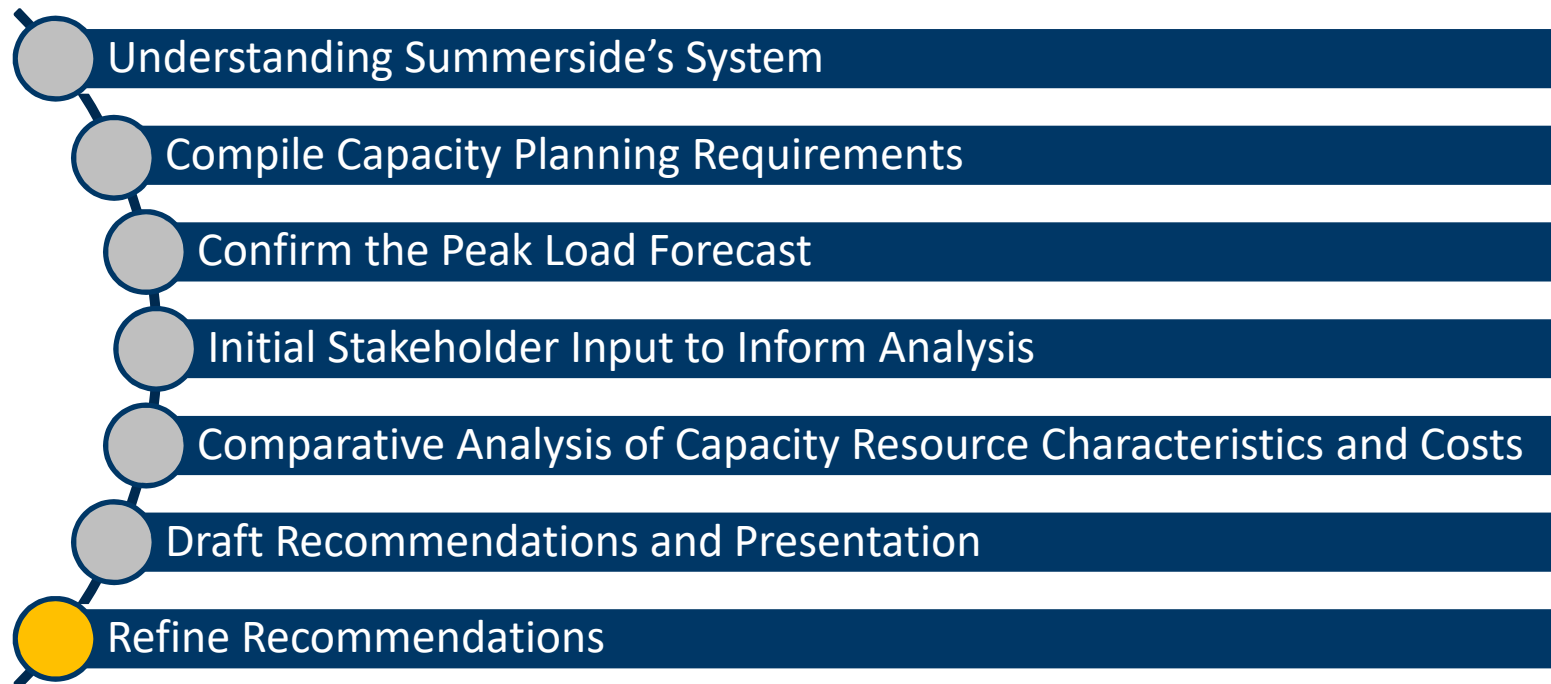 Understanding Summerside’s System
Compile Capacity Planning Requirements
Confirm the Peak Load Forecast
Initial Stakeholder Input to Inform Analysis
Comparative Analysis of Capacity Resource Characteristics and Costs
Draft Recommendations and Presentation
Refine Recommendations